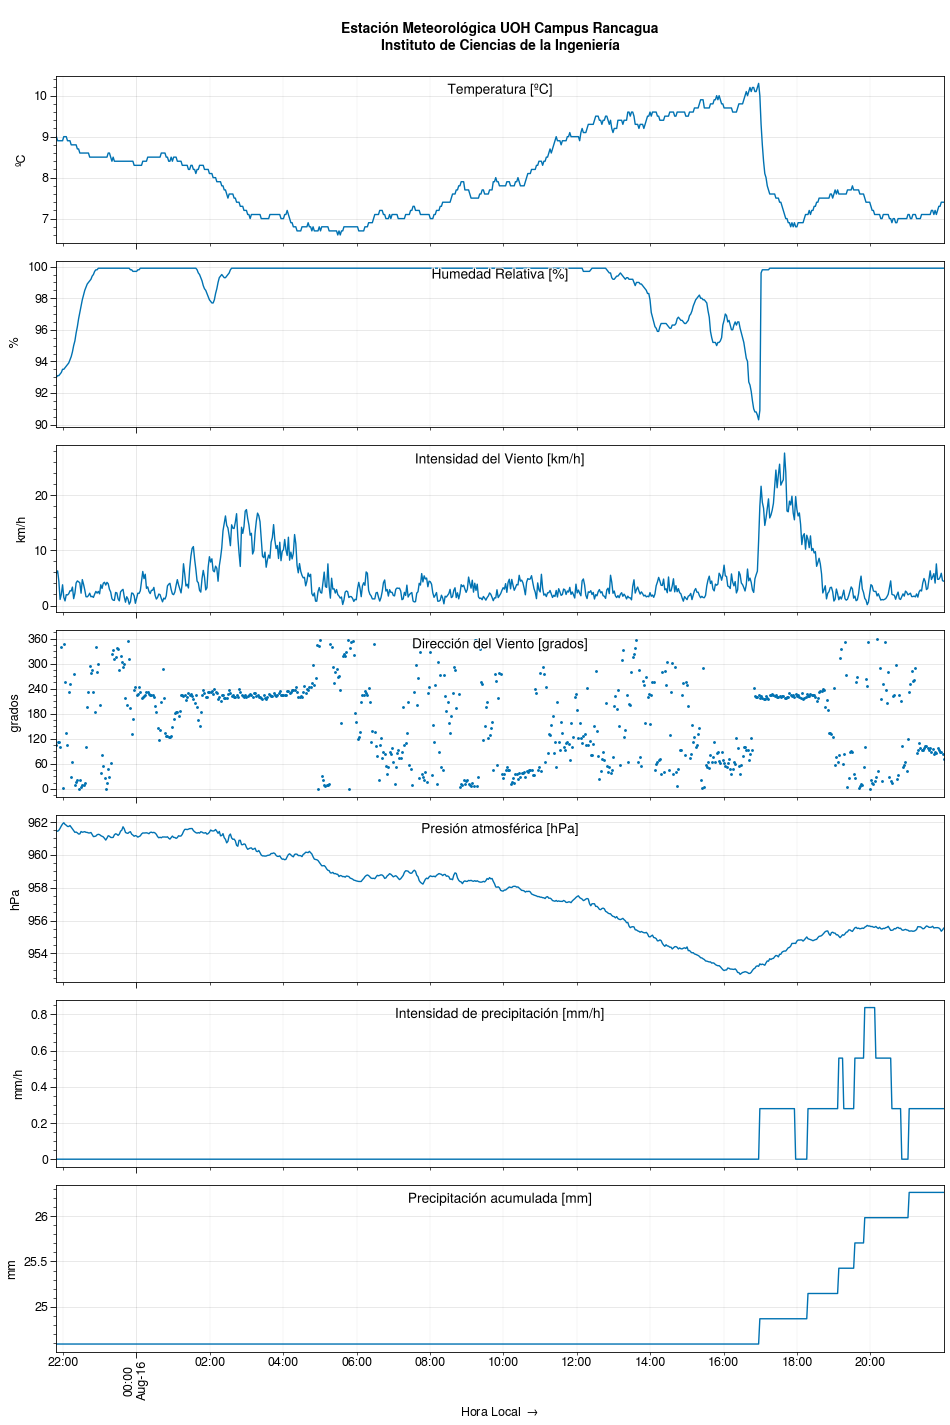 Estación Meteorológica UOH Campus Rancagua
Instituto de Ciencias de la Ingeniería
Temperatura [ºC]
10
9
8
7
ºC
Humedad Relativa [%]
100
98
96
94
92
90
%
Intensidad del Viento [km/h]
20
10
0
km/h
Dirección del Viento [grados]
360
300
240
180
120
60
0
grados
Presión atmosférica [hPa]
962
960
958
956
954
hPa
Intensidad de precipitación [mm/h]
0.8
0.6
0.4
0.2
0
mm/h
Precipitación acumulada [mm]
26
25.5
25
mm
22:00
00:00
Aug-16
02:00
04:00
06:00
08:00
10:00
12:00
14:00
16:00
18:00
20:00
Hora Local →